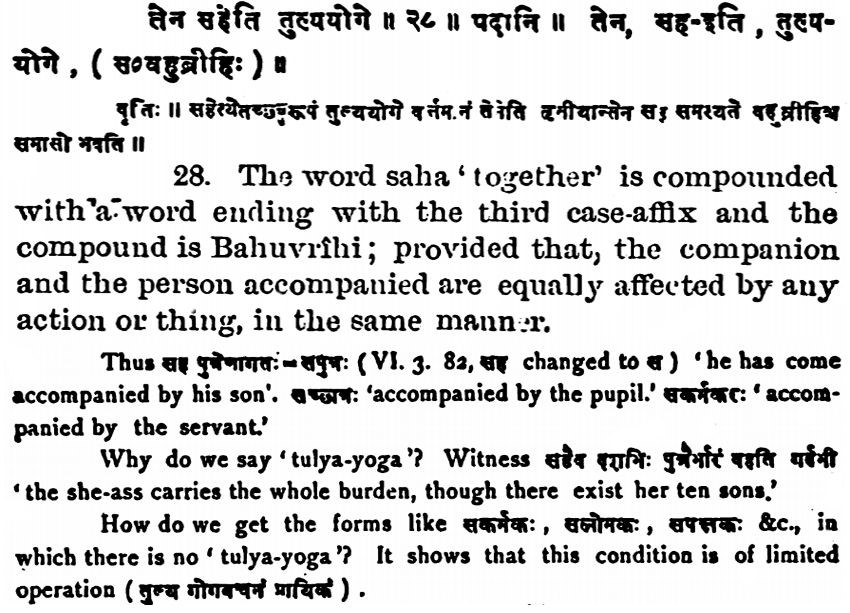 तेन सहेति तुल्ययोगे ॥ २८ ॥ पदानि ॥ तेन, सह-इति , तुल्य-
योगे , ( स०बहुव्रीहिः ) ॥
वृत्तिः ॥ सहेत्येतच्छब्दरूपं तुल्ययोगे वर्त्तमानं तेनेति तृतीयान्तेन सह समस्यते बहुव्रीहिश्च
समासो भवति ॥
28. The word saha ‘together’ is compounded
with a word ending with the third case-affix and the
compound is Bahuvrîhi; provided that, the companion
and the person accompanied are equally affected by any
action or thing, in the same manner.
Thus सह पुत्रेणागतः=सपुत्रः (VI. 3. 82, सह changed to स ) ‘he has come
accompanied by his son’. सच्छात्रः ‘accompanied by the pupil.’ सकर्मकरः ‘accom-
panied by the servant.’
Why do we say ‘tulya-yoga’? Witness सहैव दशभिः पुत्रैर्भारं वहति गर्दभी
‘the she-ass carries the whole burden, though there exist her ten sons.’
How do we get the forms like सकर्मकः , सलोमकः , सपक्षकः &c., in
which there is no ‘tulya-yoga’? It shows that this condition is of limited
operation ( तुल्य योगवचनं प्रायिकं ) .